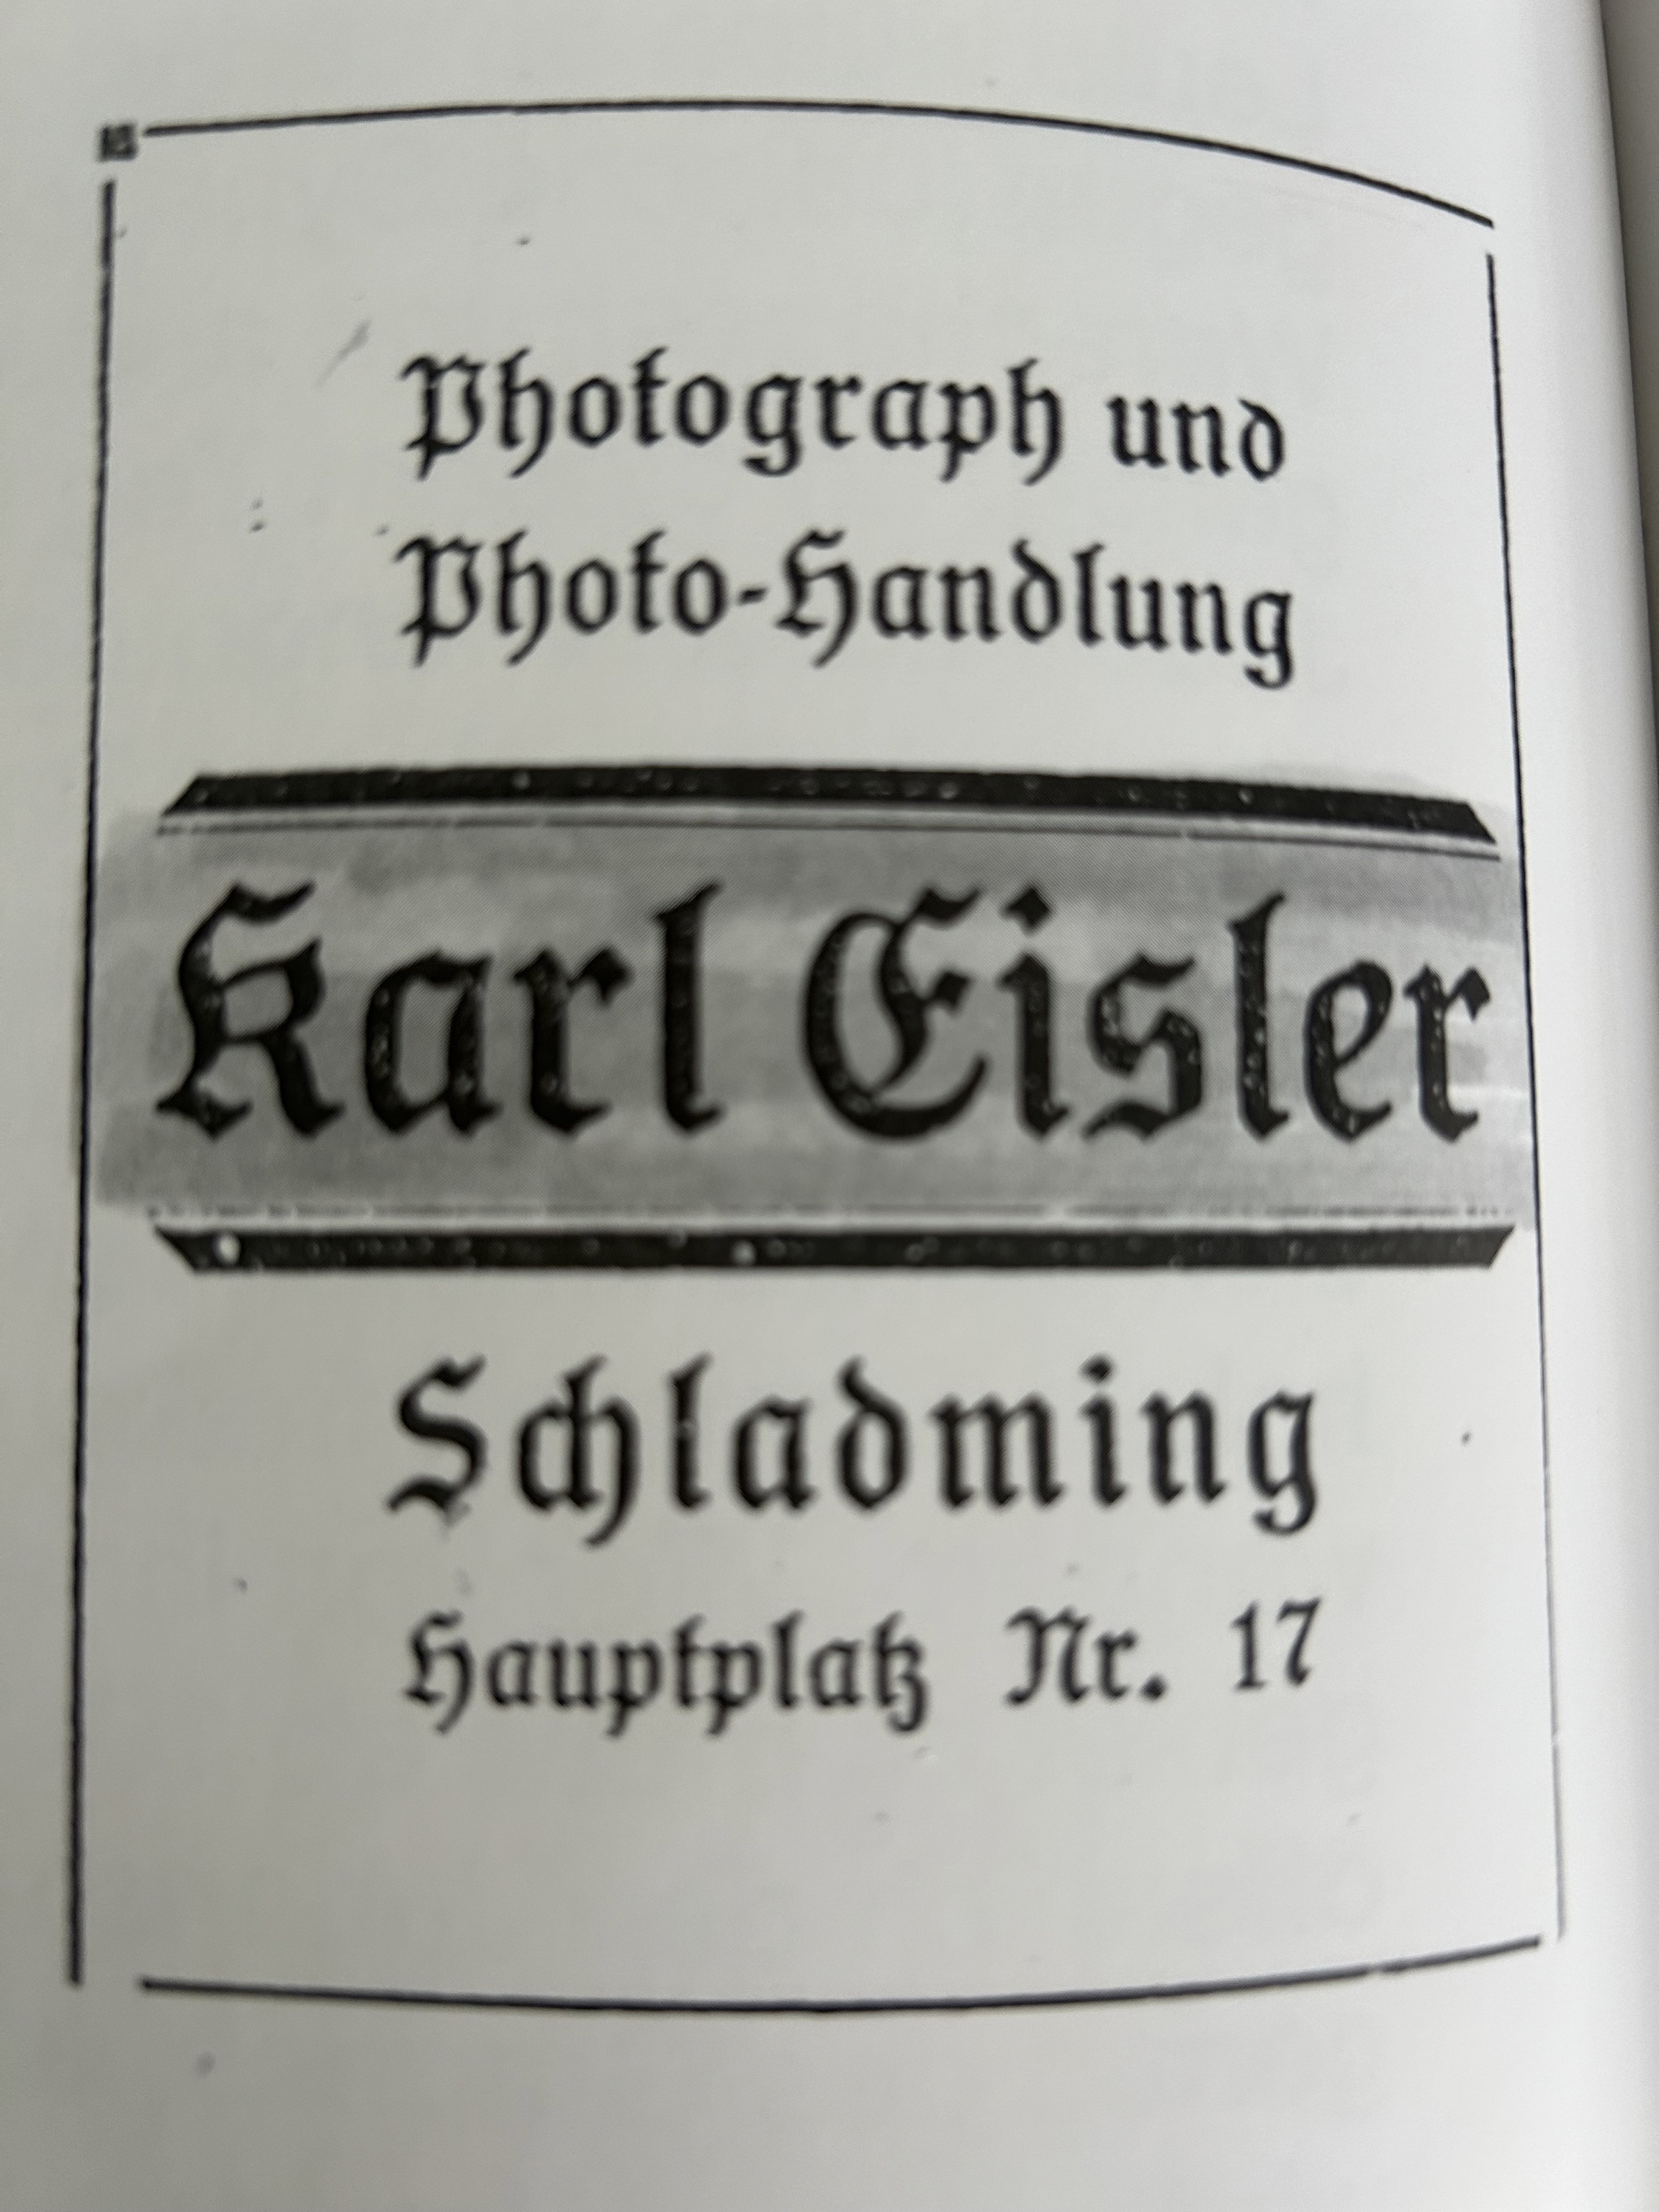 Photograph und
Photo-Handlung
Karl Eisler
Schladming
Hauptplatz Nr. 17